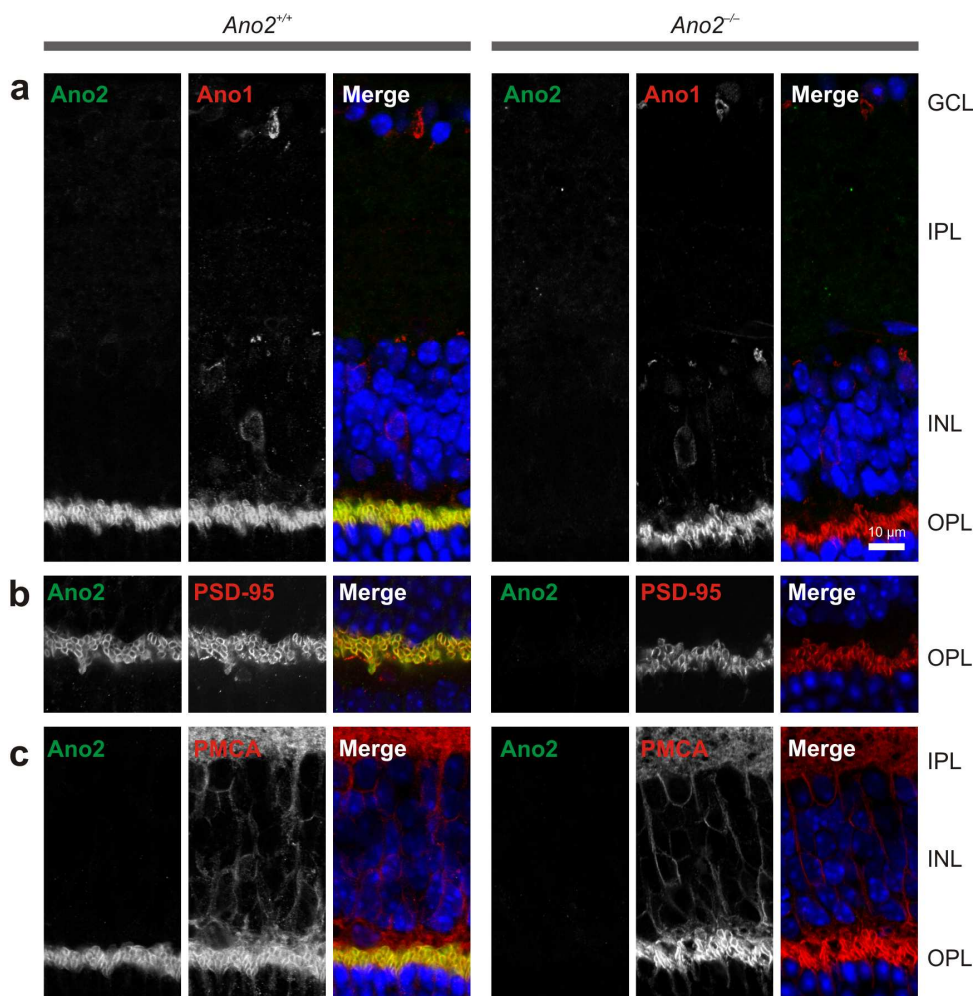 Ano2+/+ Ano2–/–
a Ano2 Ano1 Merge Ano2 Ano1 Merge GCL
IPL
INL
OPL
10 µm
b Ano2 PSD-95 Merge Ano2 PSD-95 Merge
OPL
c Ano2 PMCA Merge Ano2 PMCA Merge IPL
INL
OPL